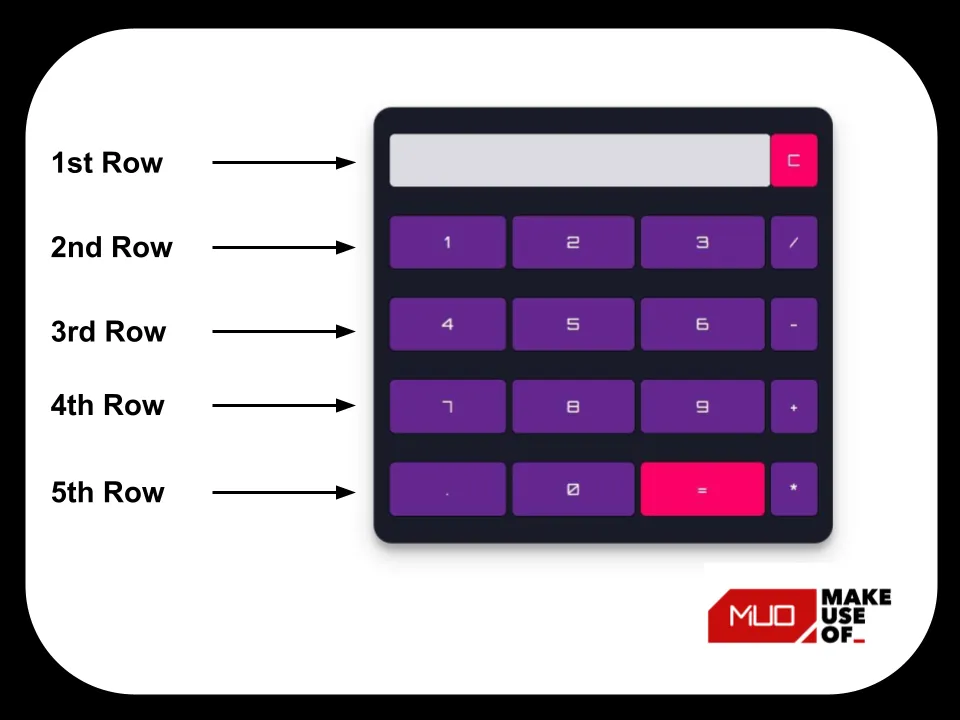 1st Row
C
2nd Row
1 2 3 /
3rd Row
4 5 6 -
4th Row
7 8 9 +
5th Row
. 0 = *
MUO MAKE
USE
OF_